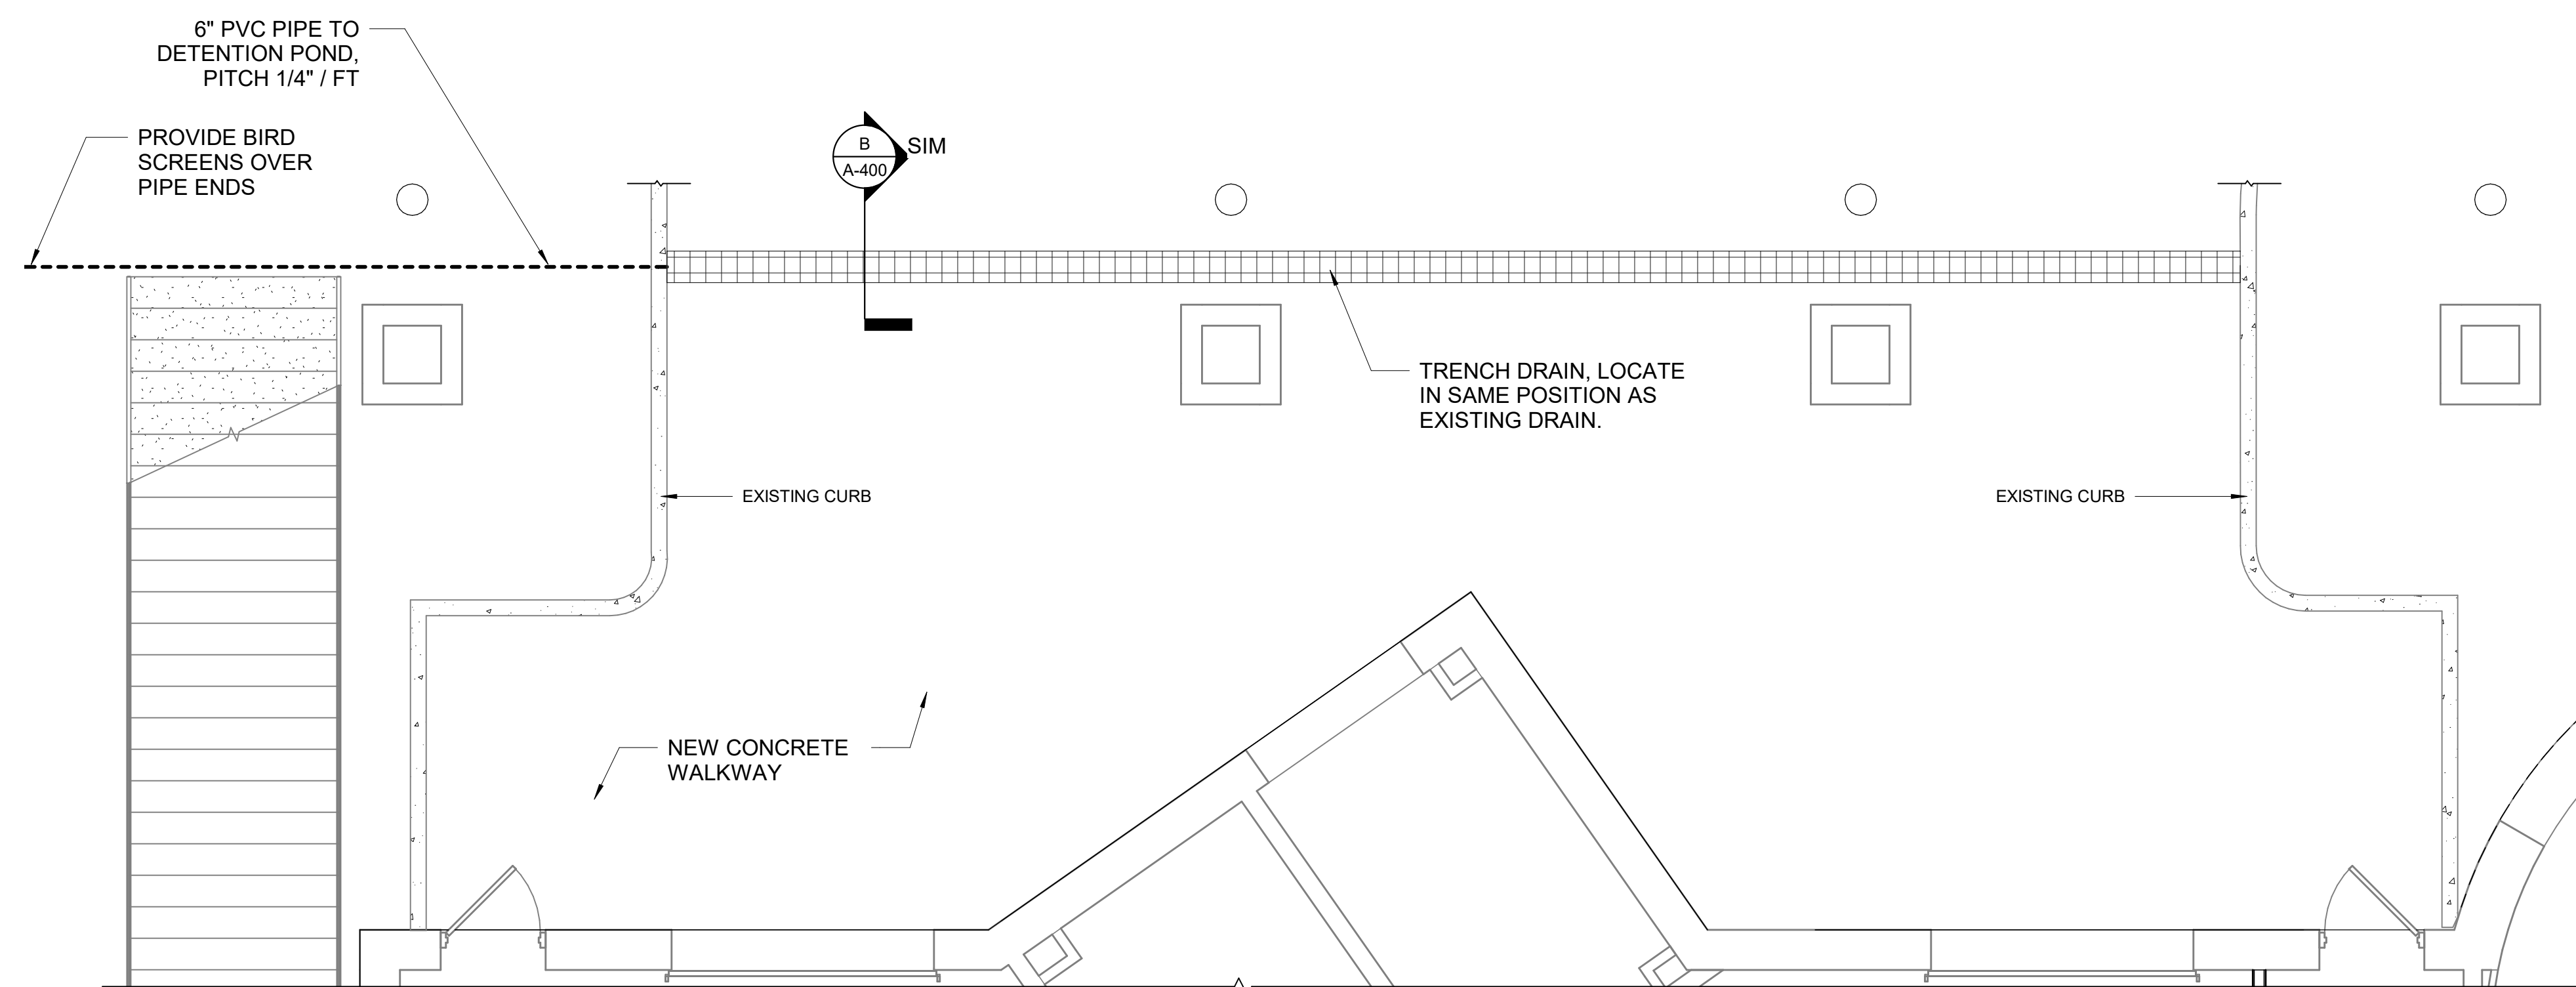 6" PVC PIPE TO
DETENTION POND,
PITCH 1/4" / FT
PROVIDE BIRD
SCREENS OVER
PIPE ENDS
B
SIM
A-400
TRENCH DRAIN, LOCATE
IN SAME POSITION AS
EXISTING DRAIN.
EXISTING CURB
EXISTING CURB
NEW CONCRETE
WALKWAY